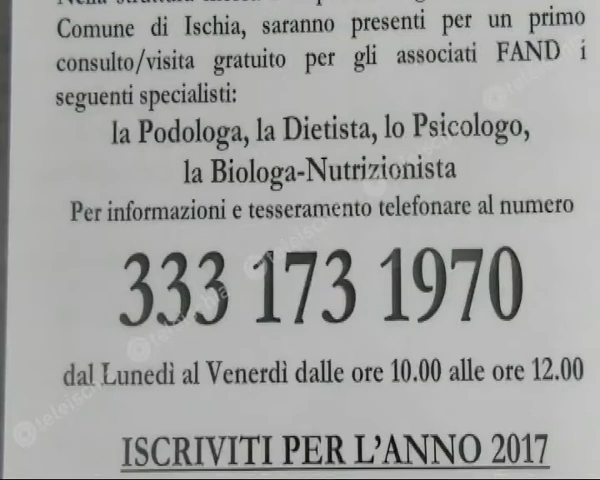 Comune di Ischia, saranno presenti per un primo
consulto/visita gratuito per gli associati FAND i
seguenti specialisti:
la Podologa, la Dietista, lo Psicologo,
la Biologa-Nutrizionista
Per informazioni e tesseramento telefonare al numero
333 173 1970
dal Lunedì al Venerdì dalle ore 10.00 alle ore 12.00
ISCRIVITI PER L'ANNO 2017
teleischia